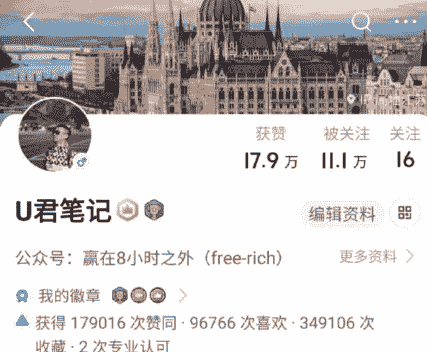 获赞 被关注 关注
17.9 万 11.1 万 16
U君笔记
编辑资料
公众号：赢在8小时之外（free-rich） 更多资料
我的徽章
获得 179016 次赞同 · 96766 次喜欢 · 349106 次
收藏 · 2 次专业认可